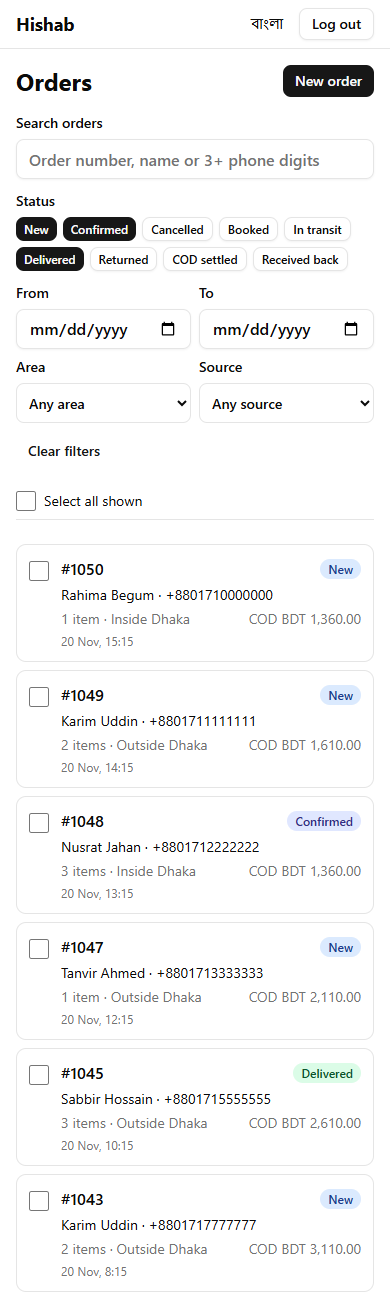 Hishab বাংলা Log out
Orders New order
Search orders
Order number, name or 3+ phone digits
Status
New Confirmed Cancelled Booked In transit
Delivered Returned COD settled Received back
From To
mm/dd/yyyy mm/dd/yyyy
Area Source
Any area Any source
Clear filters
Select all shown
#1050 New
Rahima Begum · +8801710000000
1 item · Inside Dhaka COD BDT 1,360.00
20 Nov, 15:15
#1049 New
Karim Uddin · +8801711111111
2 items · Outside Dhaka COD BDT 1,610.00
20 Nov, 14:15
#1048 Confirmed
Nusrat Jahan · +8801712222222
3 items · Inside Dhaka COD BDT 1,360.00
20 Nov, 13:15
#1047 New
Tanvir Ahmed · +8801713333333
1 item · Outside Dhaka COD BDT 2,110.00
20 Nov, 12:15
#1045 Delivered
Sabbir Hossain · +8801715555555
3 items · Outside Dhaka COD BDT 2,610.00
20 Nov, 10:15
#1043 New
Karim Uddin · +8801717777777
2 items · Outside Dhaka COD BDT 3,110.00
20 Nov, 8:15